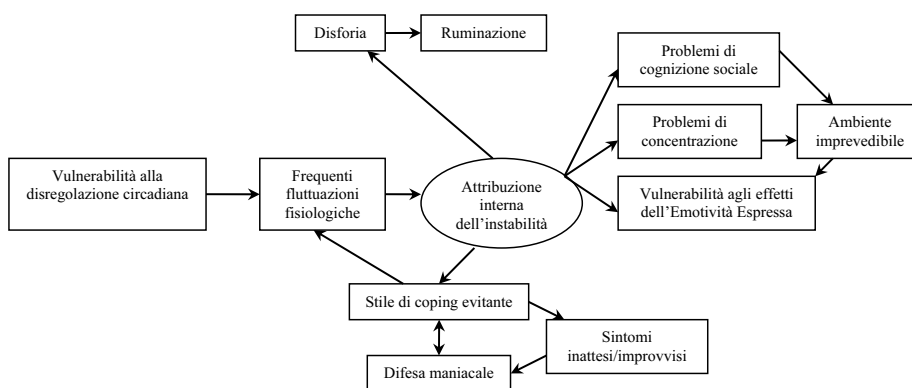 Disforia
Ruminazione
Problemi di
cognizione sociale
Problemi di
concentrazione
Ambiente
imprevedibile
Vulnerabilità alla
disregolazione circadiana
Frequenti
fluttuazioni
fisiologiche
Attribuzione
interna
dell’instabilità
Vulnerabilità agli effetti
dell’Emotività Espressa
Stile di coping evitante
Sintomi
inattesi/improvvisi
Difesa maniacale